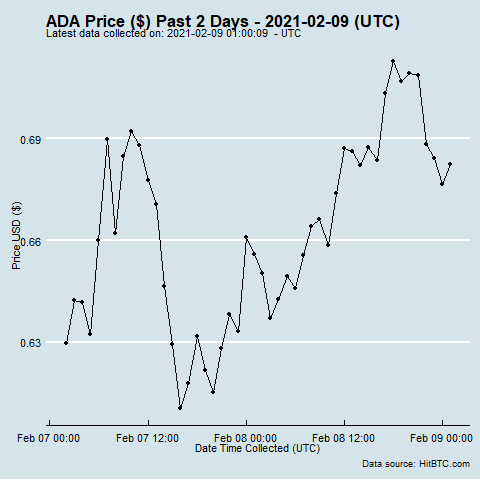 ADA Price ($) Past 2 Days - 2021-02-09 (UTC)
Latest data collected on: 2021-02-09 01:00:09 - UTC
Price USD ($)
0.69
0.66
0.63
Feb 07 00:00 Feb 07 12:00 Feb 08 00:00 Feb 08 12:00 Feb 09 00:00
Date Time Collected (UTC)
Data source: HitBTC.com